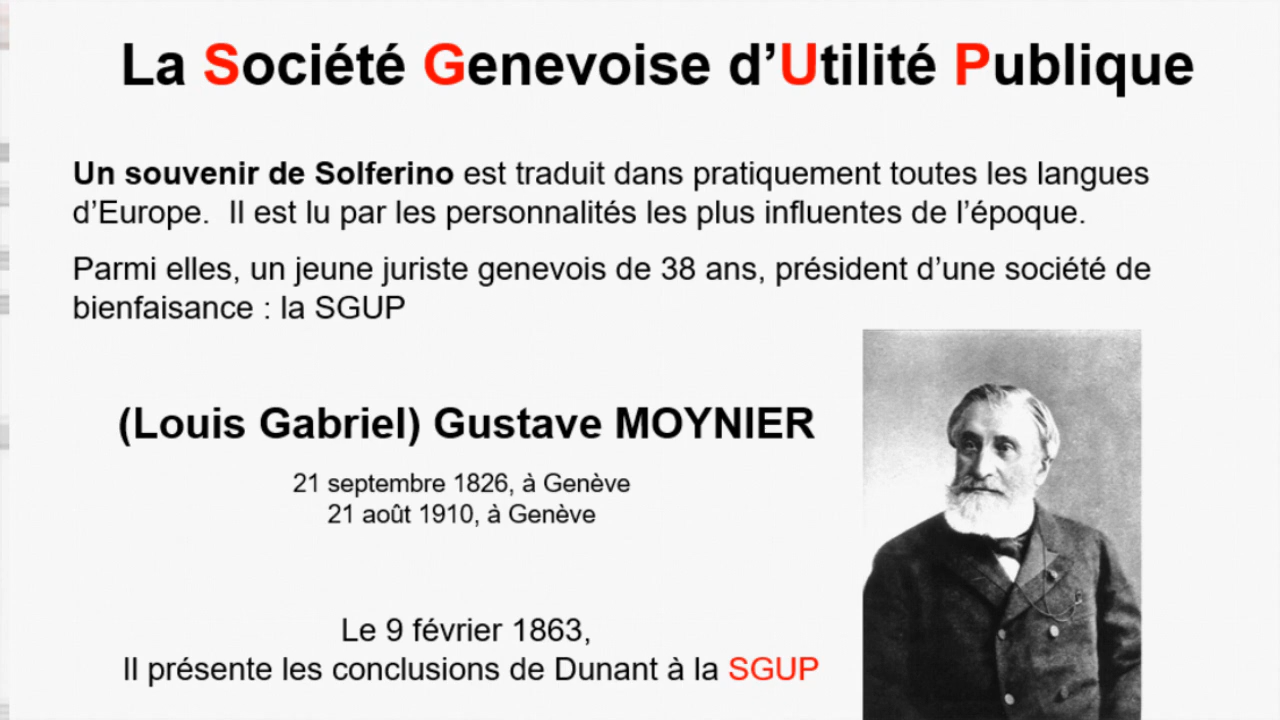 La Société Genevoise d’Utilité Publique
Un souvenir de Solferino est traduit dans pratiquement toutes les langues
d’Europe.  Il est lu par les personnalités les plus influentes de l’époque.
Parmi elles, un jeune juriste genevois de 38 ans, président d’une société de
bienfaisance : la SGUP
(Louis Gabriel) Gustave MOYNIER
21 septembre 1826, à Genève
21 août 1910, à Genève
Le 9 février 1863,
Il présente les conclusions de Dunant à la SGUP